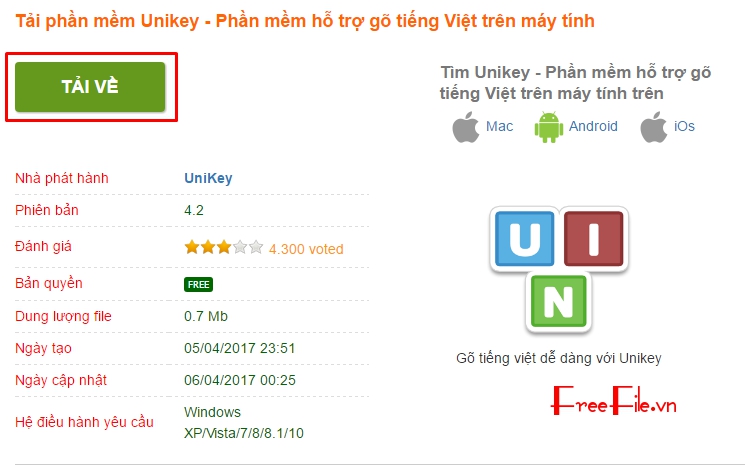 Tải phần mềm Unikey - Phần mềm hỗ trợ gõ tiếng Việt trên máy tính
TẢI VỀ
Tìm Unikey - Phần mềm hỗ trợ gõ
tiếng Việt trên máy tính trên
Mac Android iOs
Nhà phát hành UniKey
Phiên bản 4.2
Đánh giá 4.300 voted
Bản quyền FREE
Dung lượng file 0.7 Mb
Ngày tạo 05/04/2017 23:51
Ngày cập nhật 06/04/2017 00:25
Hệ điều hành yêu cầu Windows
XP/Vista/7/8/8.1/10
U I
N
Gõ tiếng việt dễ dàng với Unikey
FreeFile.vn